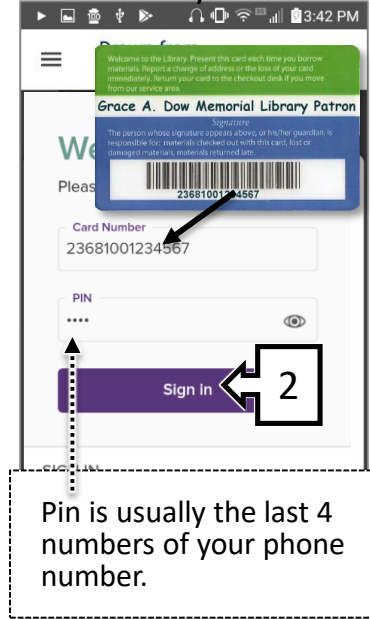 3:42 PM
Welcome to the Library. Present this card each time you borrow
materials. Report a change of address or the loss of your card
immediately. Return your card to the checkout desk if you move
from our service area.
Grace A. Dow Memorial Library Patron
Signature
The person whose signature appears above, or his/her guardian, is
responsible for: materials checked out with this card, lost or
damaged materials, materials returned late.
We
Pleas
Card Number
23681001234567
PIN
Sign in
2
Pin is usually the last 4
numbers of your phone
number.